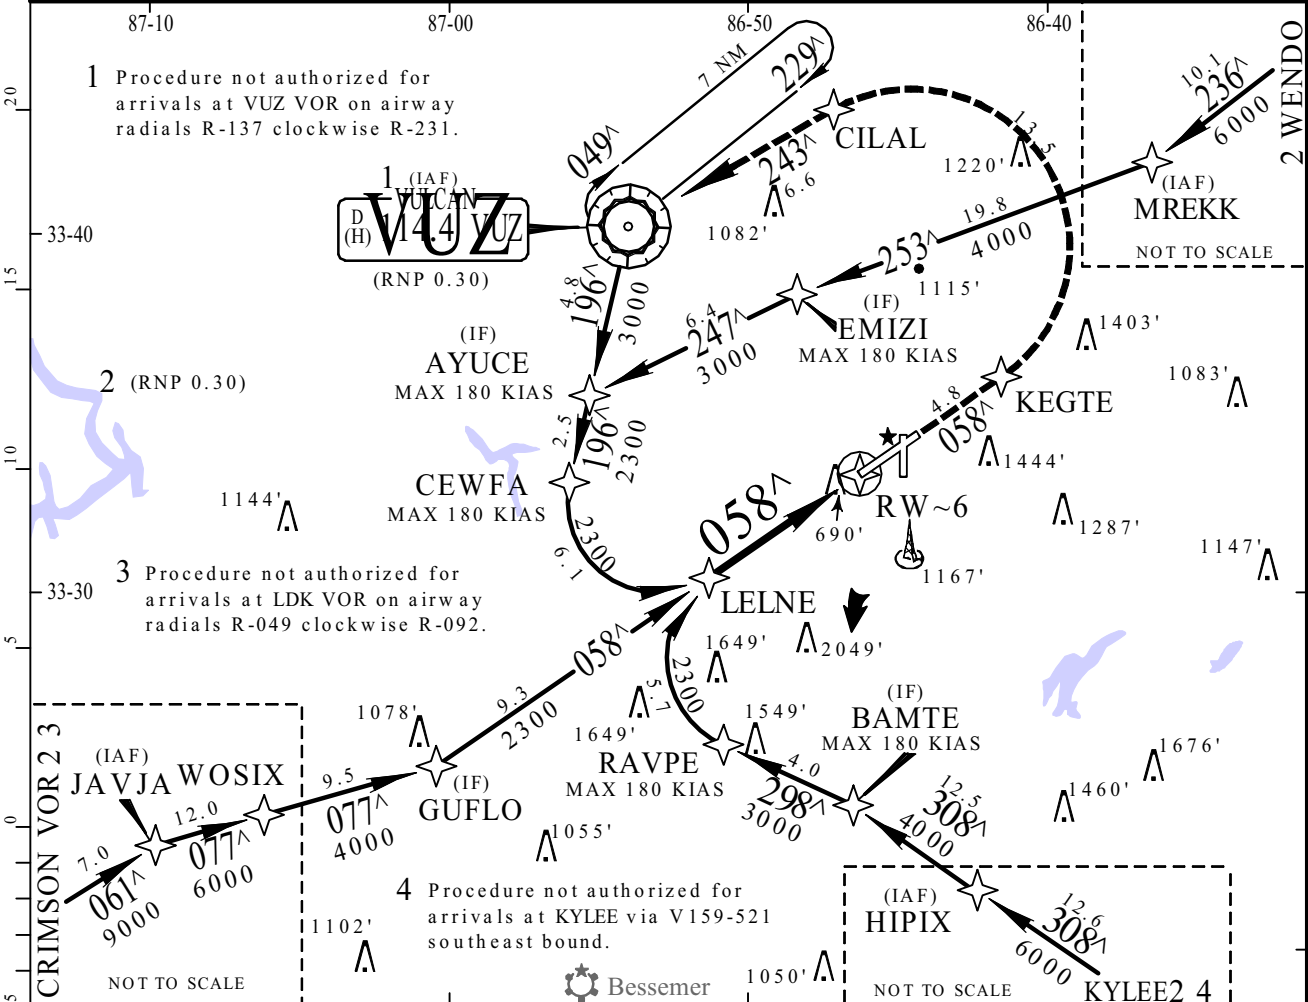 87-10
87-00
86-50
86-40
20
33-40
15
10
33-30
5
0
5
1 Procedure not authorized for
arrivals at VUZ VOR on airway
radials R-137 clockwise R-231.
7 NM
229^
049^
1 (IAF)
VULCAN
VUZ
D
(H) 114.4 VUZ
(RNP 0.30)
CILAL
243^
6.6
1082'
13.5
1220'
10.1
236^
6000
2 WENDO
(IAF)
MREKK
NOT TO SCALE
19.8
253^
4000
1115'
(IF)
EMIZI
MAX 180 KIAS
6.4
247^
3000
4.8
196^
3000
(IF)
AYUCE
MAX 180 KIAS
2 (RNP 0.30)
2.5
196^
2300
CEWFA
MAX 180 KIAS
2300
6.1
1144'
1403'
1083'
KEGTE
4.8
058^
1444'
RW~6
690'
1287'
1147'
1167'
058^
LELNE
3 Procedure not authorized for
arrivals at LDK VOR on airway
radials R-049 clockwise R-092.
058^
9.3
2300
1649'
2049'
2300
5.7
1649'
1549'
RAVPE
MAX 180 KIAS
(IF)
BAMTE
MAX 180 KIAS
4.0
298^
3000
1676'
1460'
12.5
308^
4000
1078'
(IF)
GUFLO
9.5
077^
4000
CRIMSON VOR 2 3
(IAF)
JAVJA
WOSIX
12.0
077^
6000
7.0
061^
9000
NOT TO SCALE
1055'
1102'
4 Procedure not authorized for
arrivals at KYLEE via V159-521
southeast bound.
Bessemer
1050'
(IAF)
HIPIX
12.6
308^
6000
NOT TO SCALE
KYLEE2 4